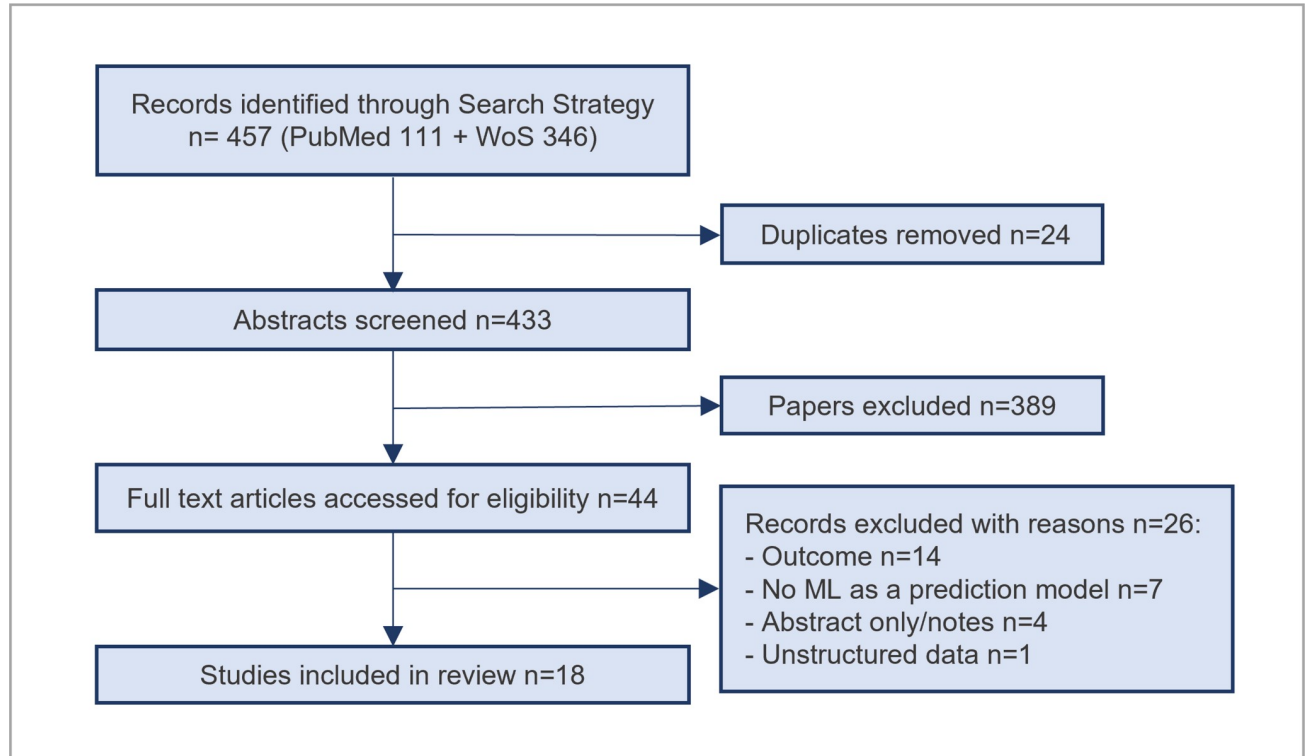 Records identified through Search Strategy
n= 457 (PubMed 111 + WoS 346)
Duplicates removed n=24
Abstracts screened n=433
Papers excluded n=389
Full text articles accessed for eligibility n=44
Records excluded with reasons n=26:
- Outcome n=14
- No ML as a prediction model n=7
- Abstract only/notes n=4
- Unstructured data n=1
Studies included in review n=18